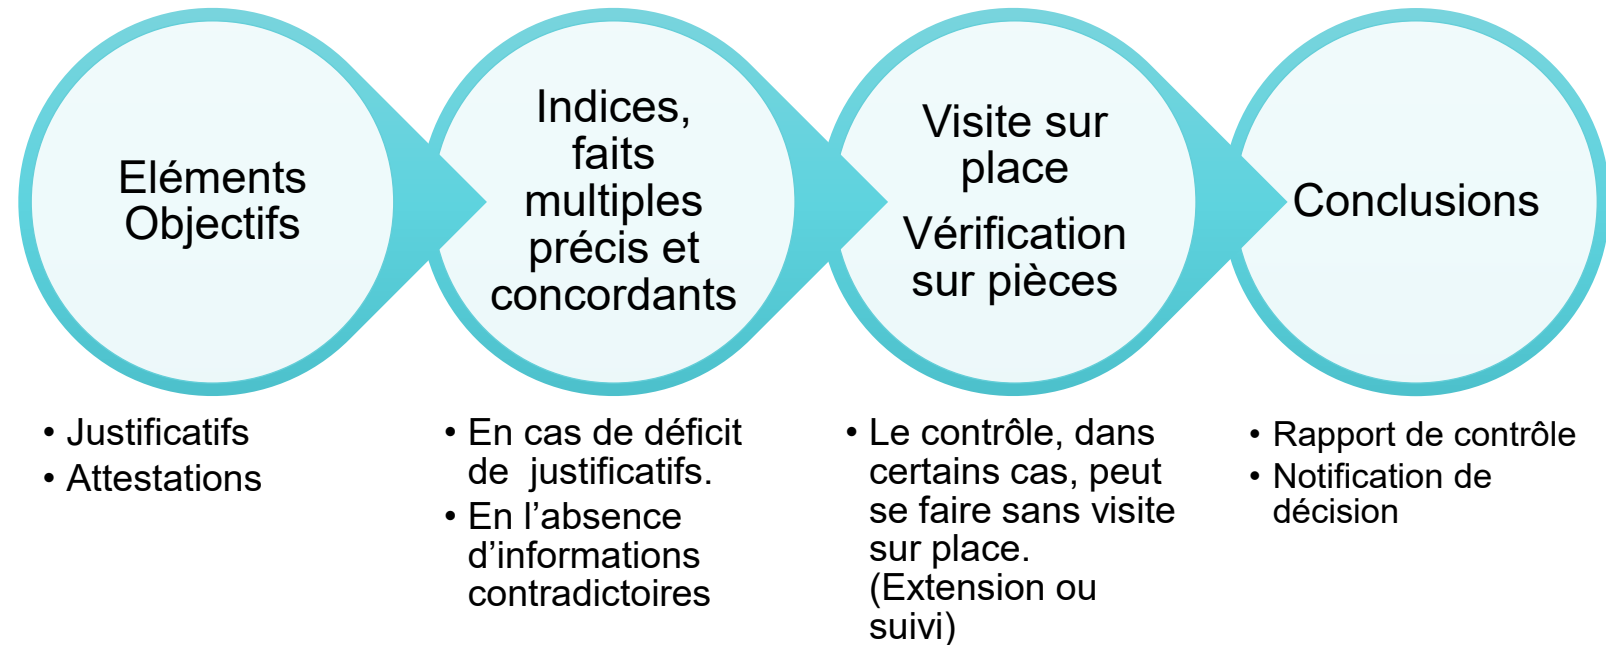 Eléments
Objectifs
• Justificatifs
• Attestations
Indices,
faits
multiples
précis et
concordants
• En cas de déficit
de justificatifs.
• En l’absence
d’informations
contradictoires
Visite sur
place
Vérification
sur pièces
• Le contrôle, dans
certains cas, peut
se faire sans visite
sur place.
(Extension ou
suivi)
Conclusions
• Rapport de contrôle
• Notification de
décision